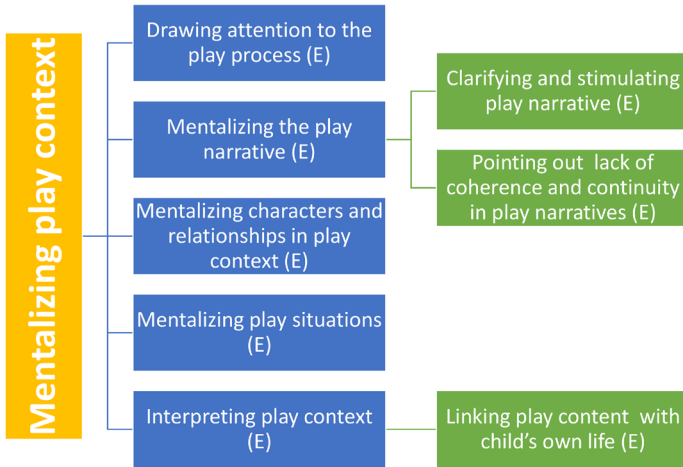 Mentalizing play context
Drawing attention to the
play process (E)
Mentalizing the play
narrative (E)
Clarifying and stimulating
play narrative (E)
Pointing out lack of
coherence and continuity
in play narratives (E)
Mentalizing characters and
relationships in play
context (E)
Mentalizing play situations
(E)
Interpreting play context
(E)
Linking play content with
child's own life (E)